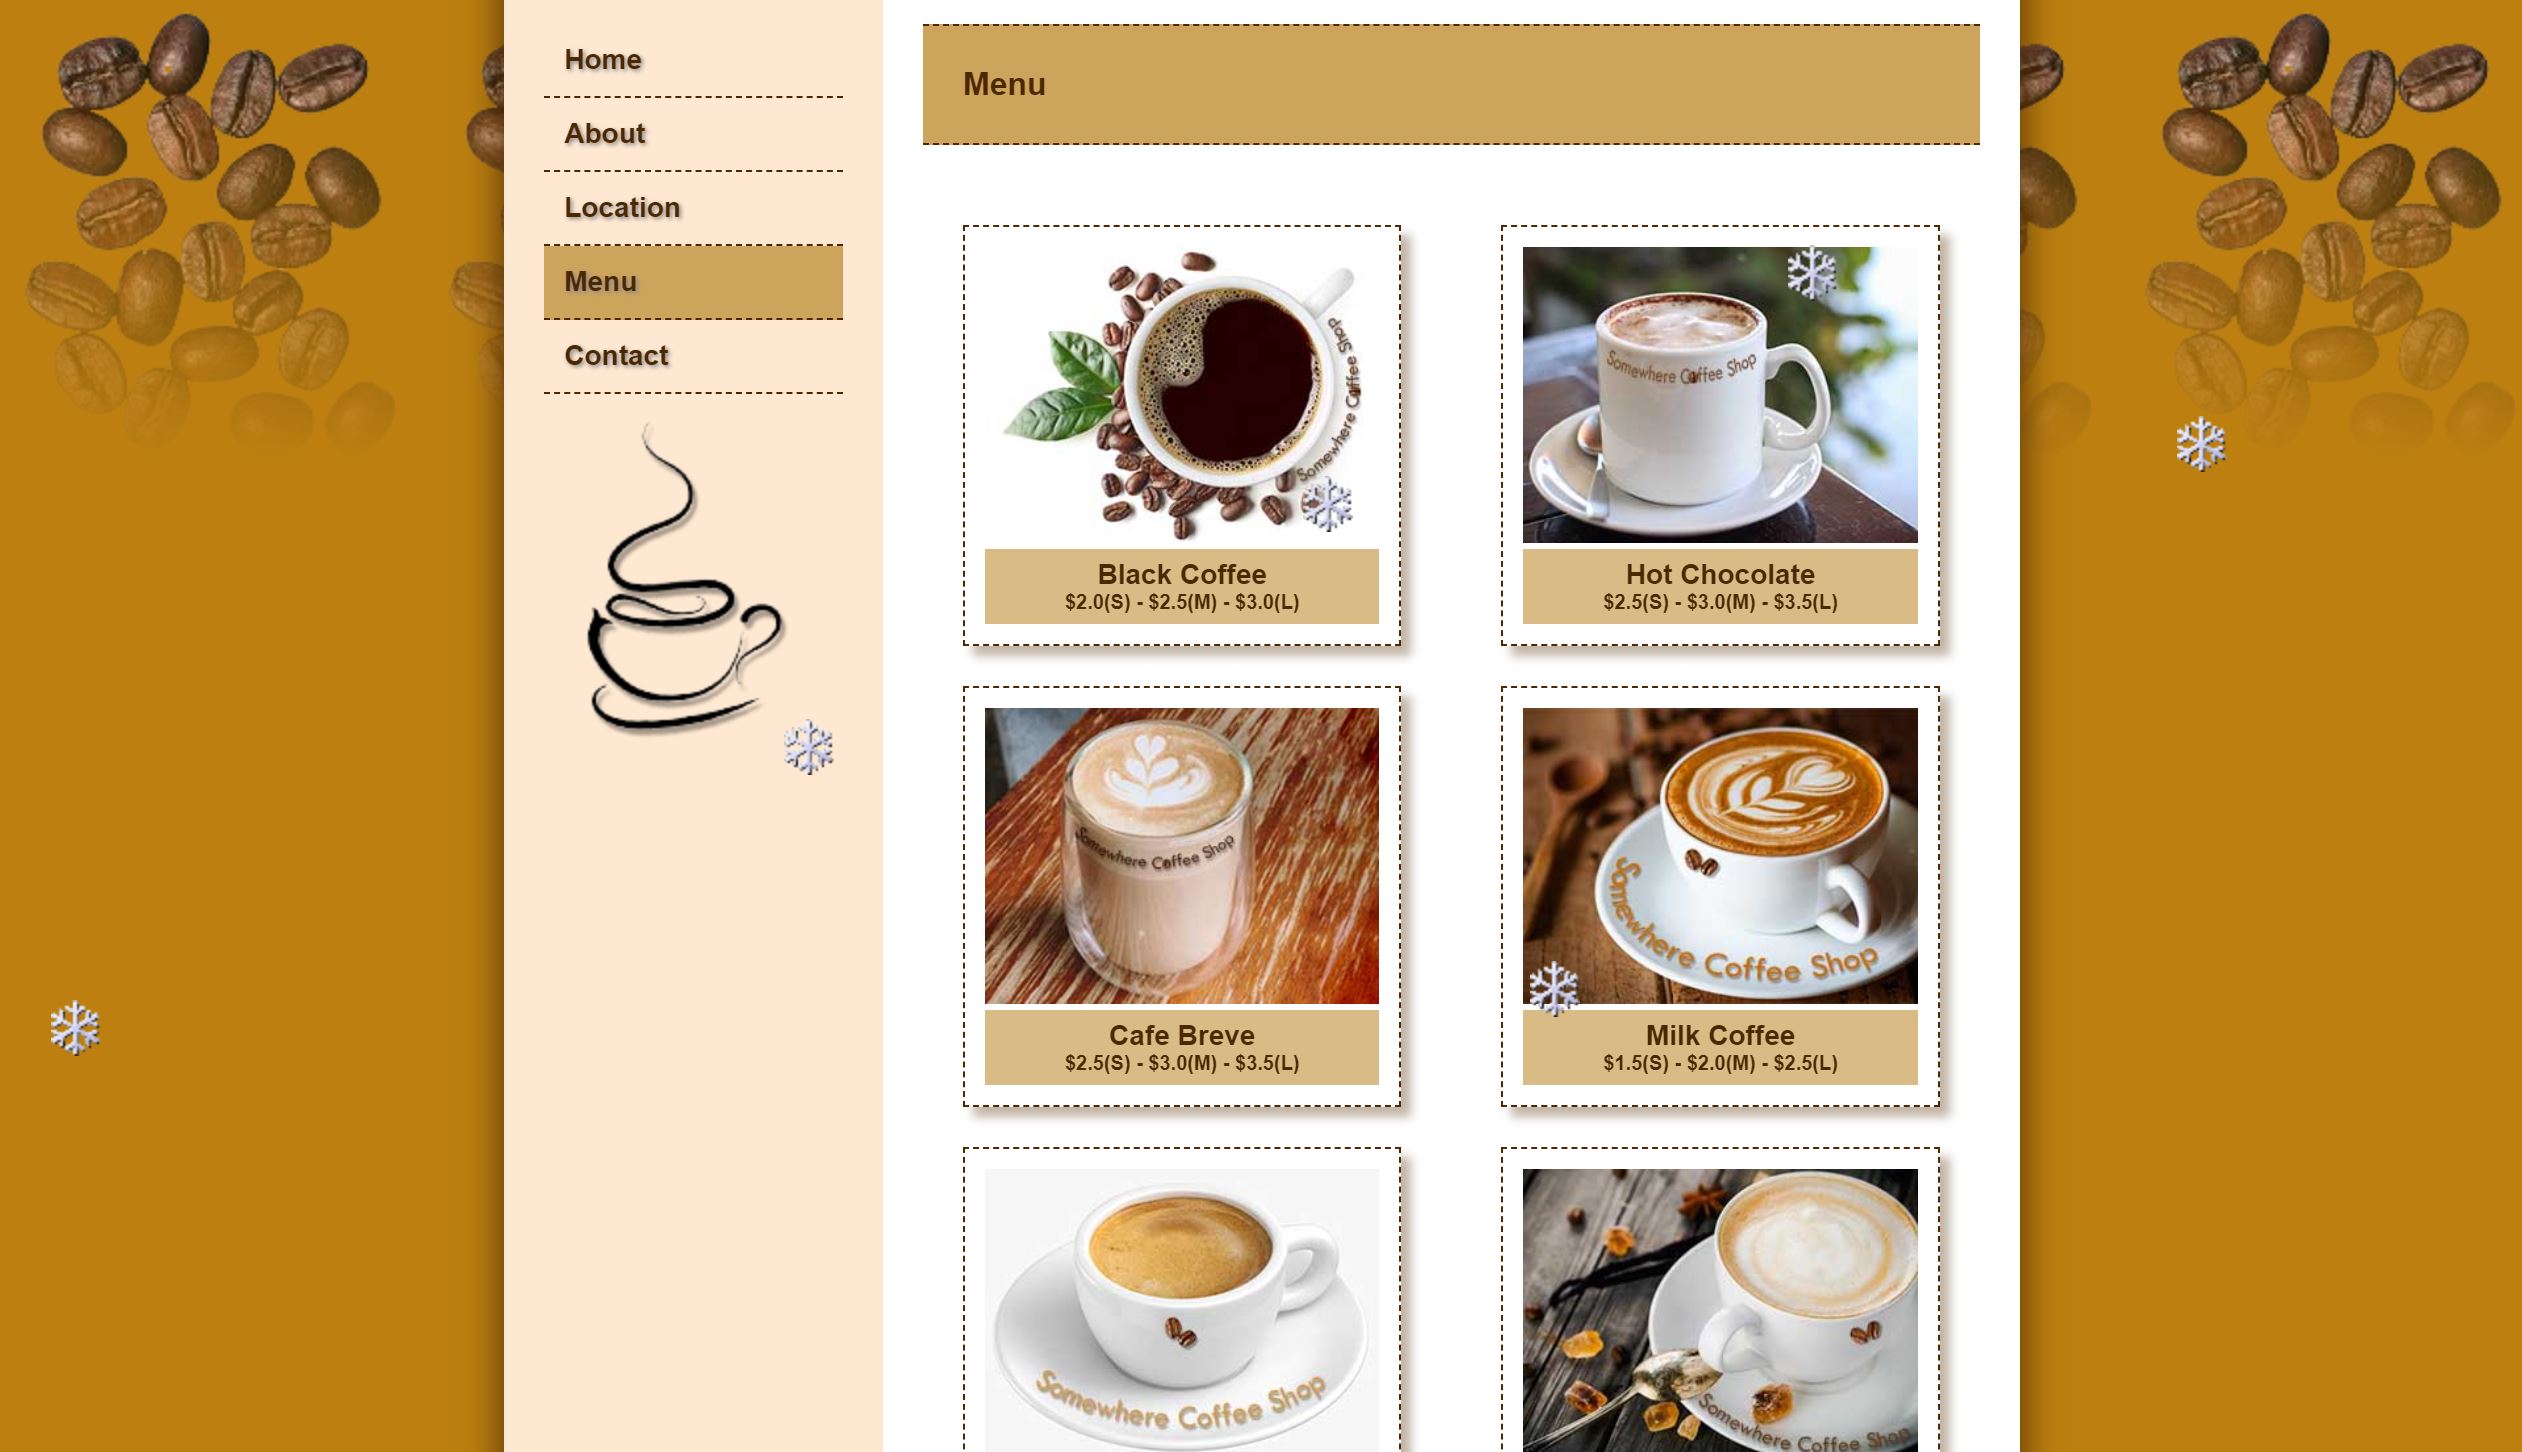 Home
About
Location
Menu
Contact
Menu
Somewhere Coffee Shop
Black Coffee
$2.0(S) - $2.5(M) - $3.0(L)
Somewhere Coffee Shop
Hot Chocolate
$2.5(S) - $3.0(M) - $3.5(L)
Somewhere Coffee Shop
Cafe Breve
$2.5(S) - $3.0(M) - $3.5(L)
Somewhere Coffee Shop
Milk Coffee
$1.5(S) - $2.0(M) - $2.5(L)
Somewhere Coffee Shop
Somewhere Coffee Shop